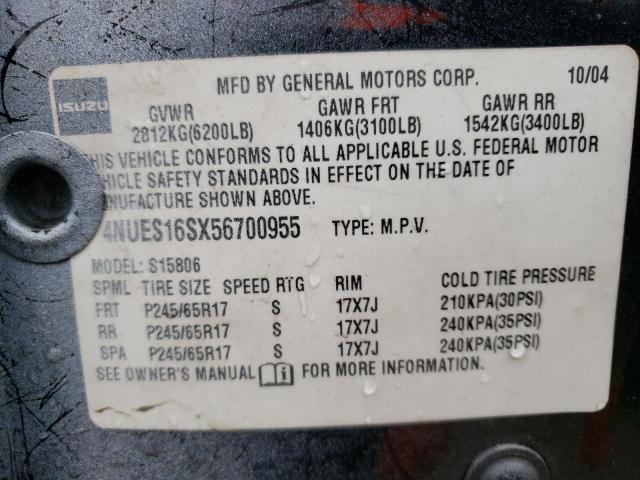 MFD BY GENERAL MOTORS CORP. 10/04
ISUZU
GVWR GAWR FRT GAWR RR
2812KG(6200LB) 1406KG(3100LB) 1542KG(3400LB)
THIS VEHICLE CONFORMS TO ALL APPLICABLE U.S. FEDERAL MOTOR
VEHICLE SAFETY STANDARDS IN EFFECT ON THE DATE OF
MANUFACTURE SHOWN ABOVE.
4NUES16SX56700955 TYPE: M.P.V.
MODEL: S15806
SPML TIRE SIZE SPEED RTG RIM COLD TIRE PRESSURE
FRT P245/65R17 S 17X7J 210KPA(30PSI)
RR P245/65R17 S 17X7J 240KPA(35PSI)
SPA P245/65R17 S 17X7J 240KPA(35PSI)
SEE OWNER'S MANUAL FOR MORE INFORMATION.